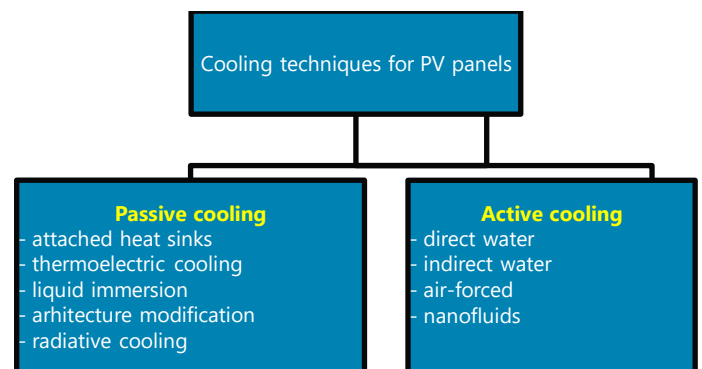 Cooling techniques for PV panels
Passive cooling
- attached heat sinks
- thermoelectric cooling
- liquid immersion
- arhitecture modification
- radiative cooling
Active cooling
- direct water
- indirect water
- air-forced
- nanofluids